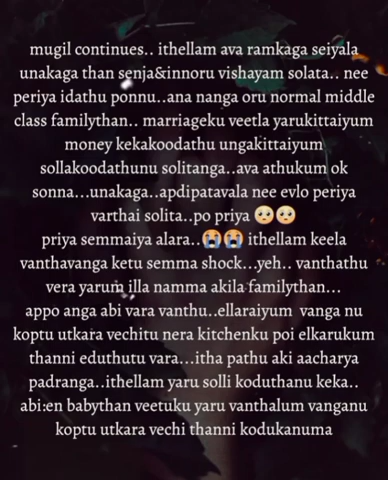 mugil continues.. ithellam ava ramkaga seiyala
unakaga than senja&innoru vishayam solata.. nee
periya idathu ponnu..ana nanga oru normal middle
class familythan.. marriageku veetla yarukittaiyum
money kekakoodathu ungakittaiyum
sollakoodathunu solitanga..ava athukum ok
sonna...unakaga..apdipatavala nee evlo periya
varthai solita..po priya 🥺🥺
priya semmaiya alara..😭😭 ithellam keela
vanthavanga ketu semma shock...yeh.. vanthathu
vera yarum illa namma akila familythan...
appo anga abi vara vanthu..ellaraiyum vanga nu
koptu utkara vechitu nera kitchenku poi elkarukum
thanni eduthutu vara...itha pathu aki aacharya
padranga..ithellam yaru solli koduthanu keka..
abi:en babythan veetuku yaru vanthalum vanganu
koptu utkara vechi thanni kodukanuma